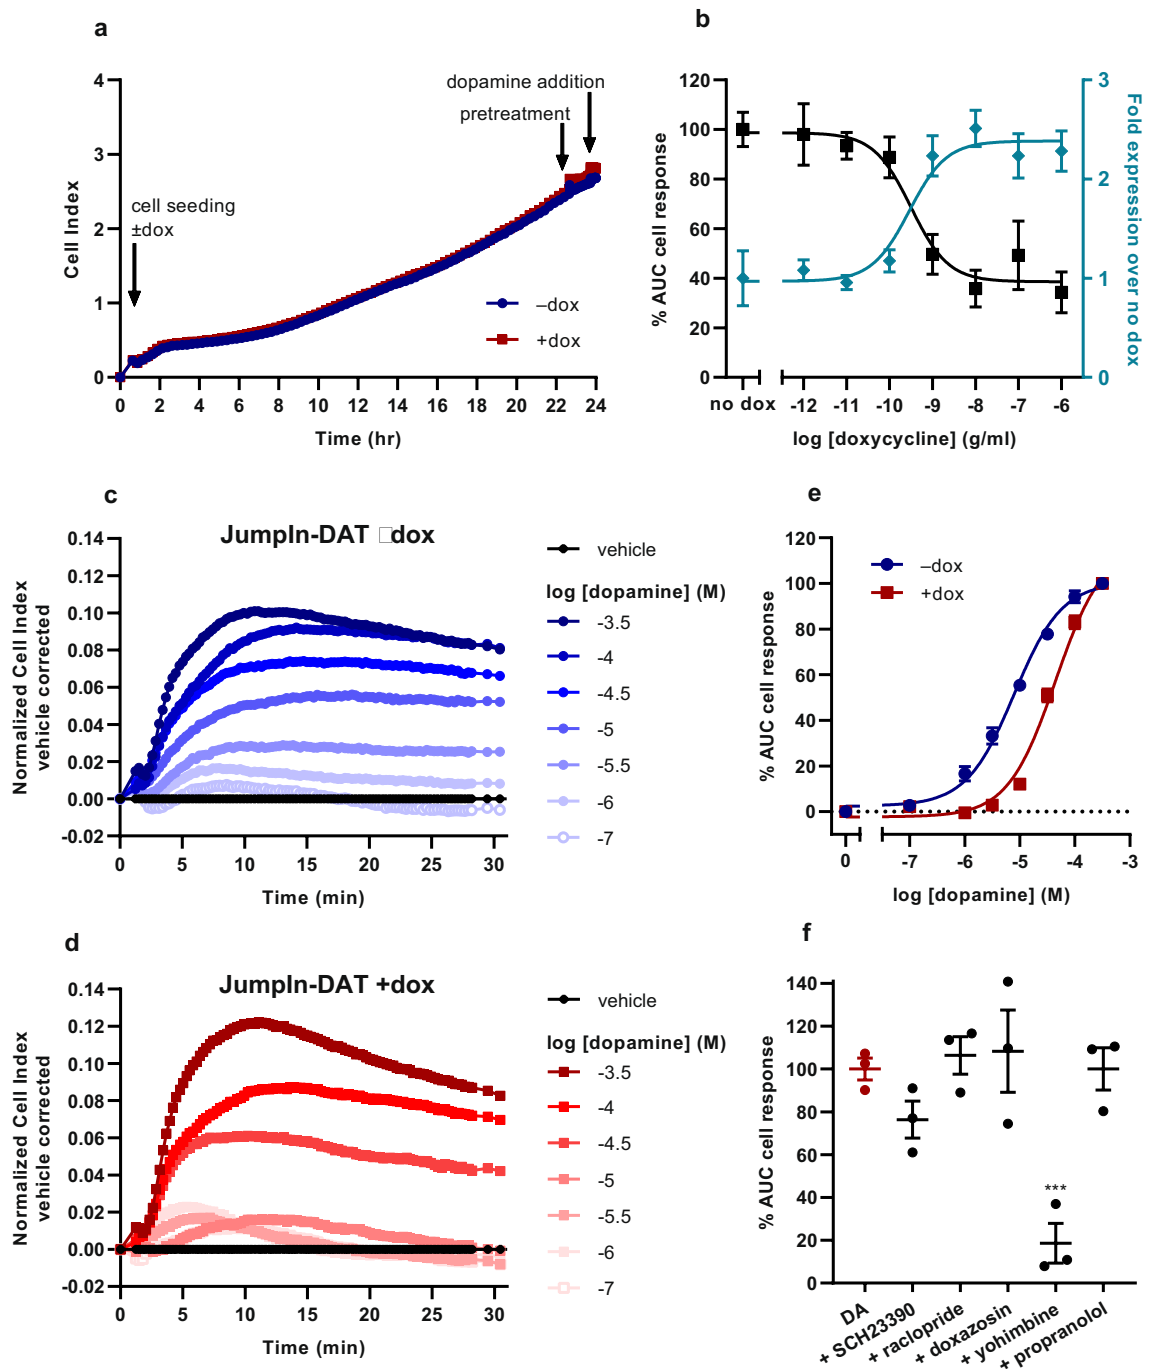 a
4
3
2
1
0
Cell Index
dopamine addition
pretreatment
cell seeding
±dox
–dox
+dox
0 2 4 6 8 10 12 14 16 18 20 22 24
Time (hr)
b
120
100
80
60
40
20
0
% AUC cell response
3
2
1
0
Fold expression over no dox
no dox -12 -11 -10 -9 -8 -7 -6
log [doxycycline] (g/ml)
c
JumpIn-DAT □dox
0.14
0.12
0.10
0.08
0.06
0.04
0.02
0.00
-0.02
Normalized Cell Index
vehicle corrected
0 5 10 15 20 25 30
Time (min)
vehicle
log [dopamine] (M)
-3.5
-4
-4.5
-5
-5.5
-6
-7
e
120
100
80
60
40
20
0
% AUC cell response
–dox
+dox
0 -7 -6 -5 -4 -3
log [dopamine] (M)
d
JumpIn-DAT +dox
0.14
0.12
0.10
0.08
0.06
0.04
0.02
0.00
-0.02
Normalized Cell Index
vehicle corrected
0 5 10 15 20 25 30
Time (min)
vehicle
log [dopamine] (M)
-3.5
-4
-4.5
-5
-5.5
-6
-7
f
140
120
100
80
60
40
20
0
% AUC cell response
***
DA
+ SCH23390
+ raclopride
+ doxazosin
+ yohimbine
+ propranolol